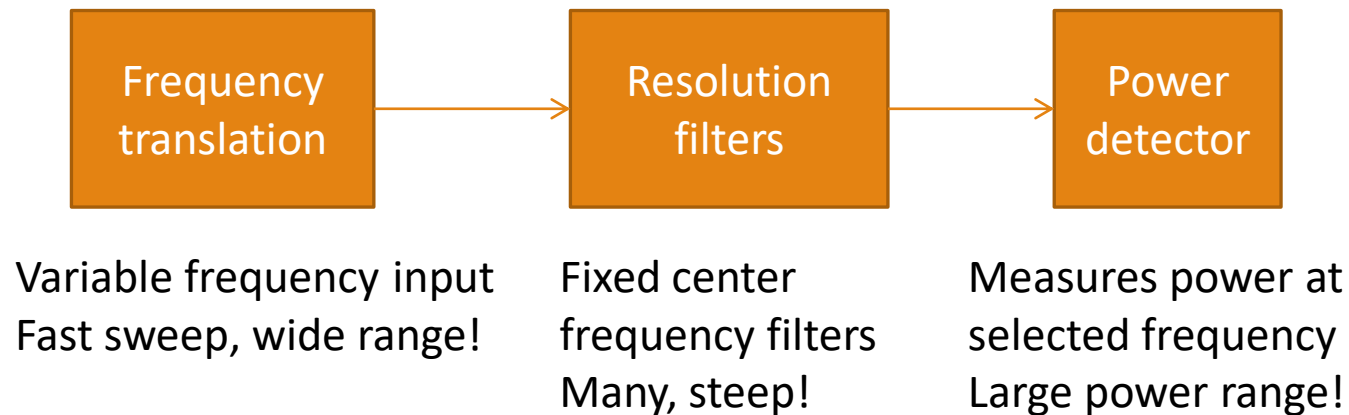 Frequency
translation
Resolution
filters
Power
detector
Variable frequency input
Fast sweep, wide range!
Fixed center
frequency filters
Many, steep!
Measures power at
selected frequency
Large power range!